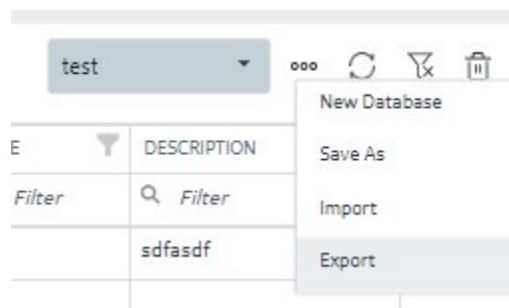 test
New Database
E
DESCRIPTION
Save As
Filter
Filter
Import
sdfasdf
Export